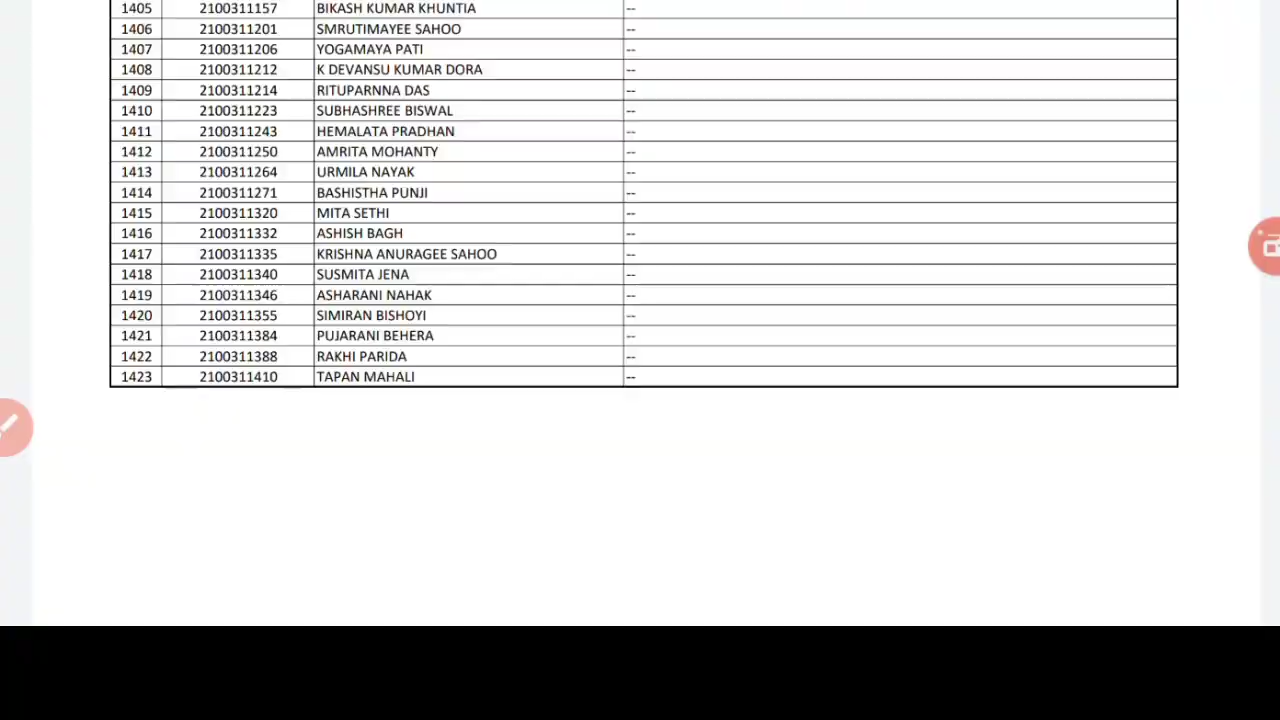 1405 2100311157 BIKASH KUMAR KHUNTIA --
1406 2100311201 SMRUTIMAYEE SAHOO --
1407 2100311206 YOGAMAYA PATI --
1408 2100311212 K DEVANSU KUMAR DORA --
1409 2100311214 RITUPARNNA DAS --
1410 2100311223 SUBHASHREE BISWAL --
1411 2100311243 HEMALATA PRADHAN --
1412 2100311250 AMRITA MOHANTY --
1413 2100311264 URMILA NAYAK --
1414 2100311271 BASHISTHA PUNJI --
1415 2100311320 MITA SETHI --
1416 2100311332 ASHISH BAGH --
1417 2100311335 KRISHNA ANURAGEE SAHOO --
1418 2100311340 SUSMITA JENA --
1419 2100311346 ASHARANI NAHAK --
1420 2100311355 SIMIRAN BISHOYI --
1421 2100311384 PUJARANI BEHERA --
1422 2100311388 RAKHI PARIDA --
1423 2100311410 TAPAN MAHALI --